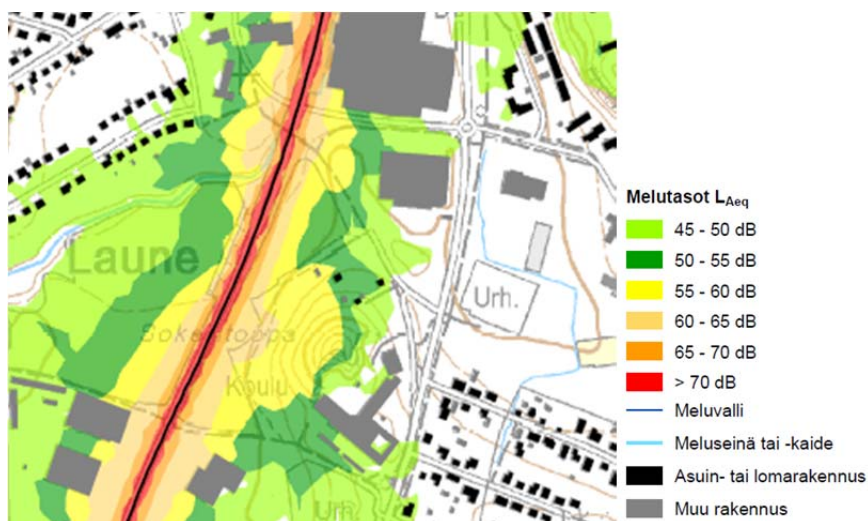 Laune
Urh.
Koulu
Urh.
Melutasot LAeq
45 - 50 dB
50 - 55 dB
55 - 60 dB
60 - 65 dB
65 - 70 dB
> 70 dB
Meluvalli
Meluseinä tai -kaide
Asuin- tai lomarakennus
Muu rakennus